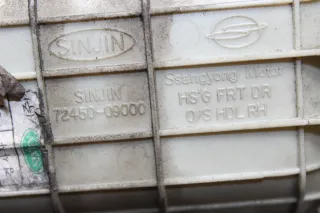 SINJIN
SINJIN
72450-09000
Ssangyong Motor
HS'G FRT DR
O/S HDL RH